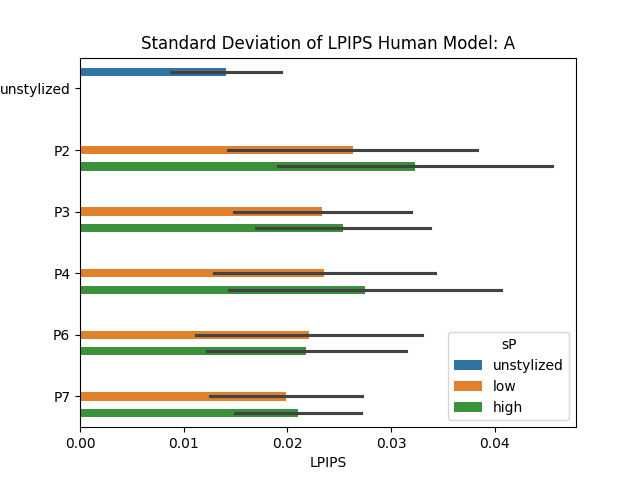 Standard Deviation of LPIPS Human Model: A
unstylized
P2
P3
P4
P6
P7
sP
unstylized
low
high
0.00 0.01 0.02 0.03 0.04
LPIPS